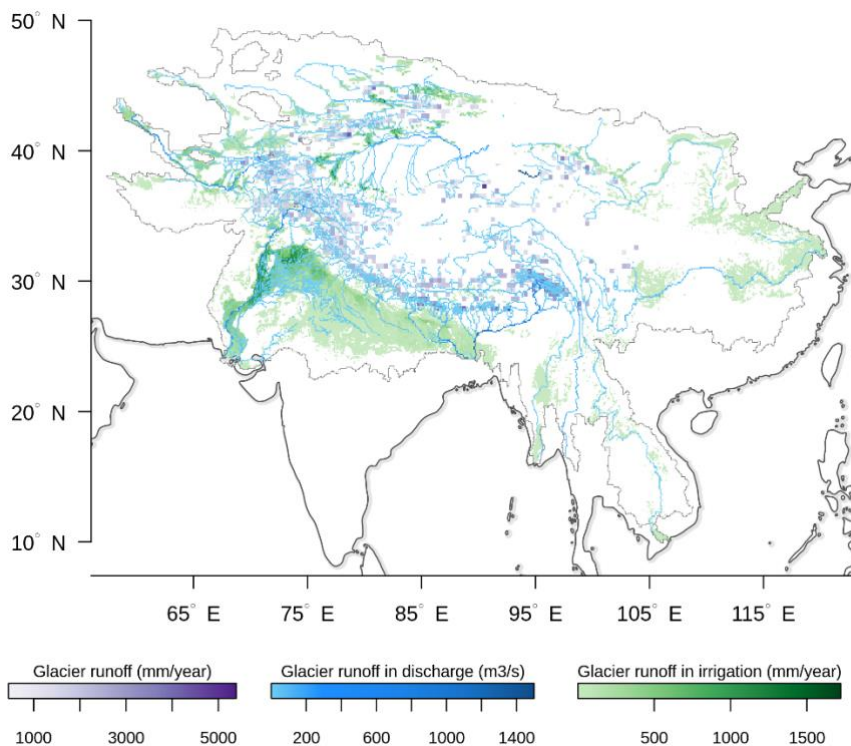 50° N
40° N
30° N
20° N
10° N
65° E 75° E 85° E 95° E 105° E 115° E
Glacier runoff (mm/year) Glacier runoff in discharge (m3/s) Glacier runoff in irrigation (mm/year)
1000 3000 5000 200 600 1000 1400 500 1000 1500